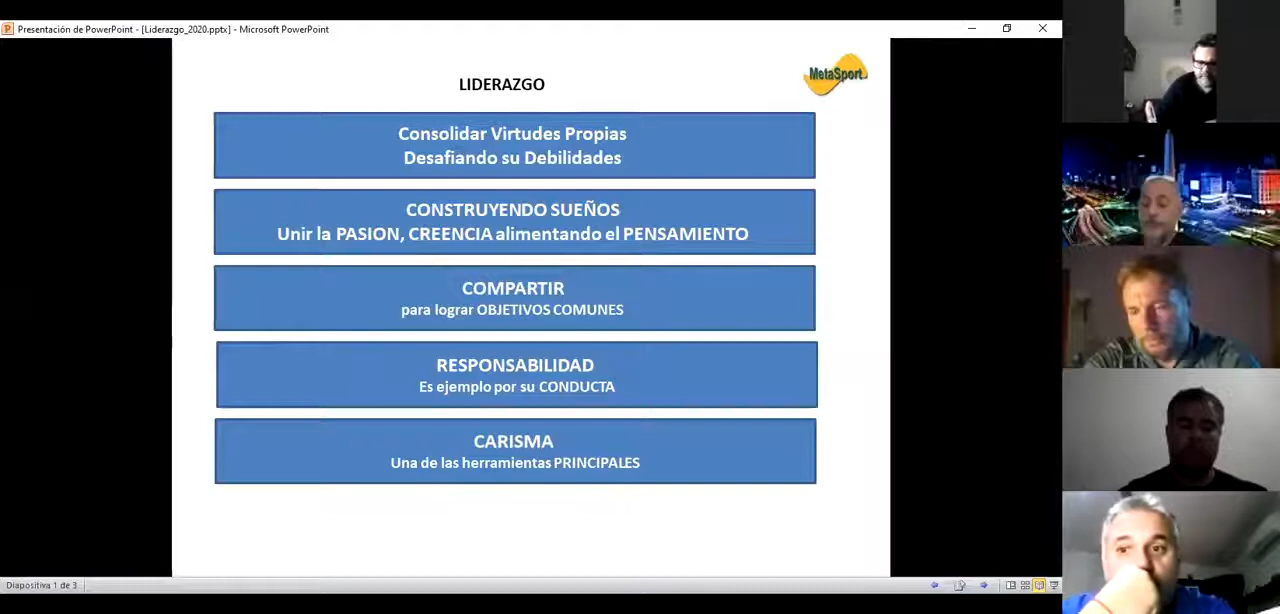 Presentación de PowerPoint - [Liderazgo_2020.pptx] - Microsoft PowerPoint
LIDERAZGO
MetaSport
Consolidar Virtudes Propias
Desafiando su Debilidades
CONSTRUYENDO SUEÑOS
Unir la PASION, CREENCIA alimentando el PENSAMIENTO
COMPARTIR
para lograr OBJETIVOS COMUNES
RESPONSABILIDAD
Es ejemplo por su CONDUCTA
CARISMA
Una de las herramientas PRINCIPALES
Diapositiva 1 de 3